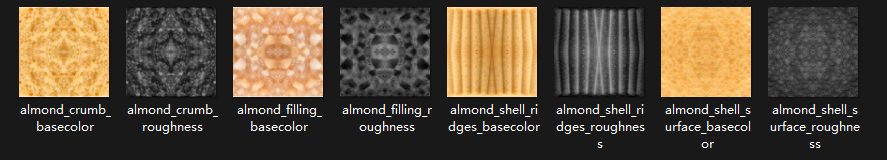 almond_crumb_
basecolor
almond_crumb_
roughness
almond_filling_
basecolor
almond_filling_r
oughness
almond_shell_ri
dges_basecolor
almond_shell_ri
dges_roughnes
s
almond_shell_s
urface_basecol
or
almond_shell_s
urface_roughne
ss